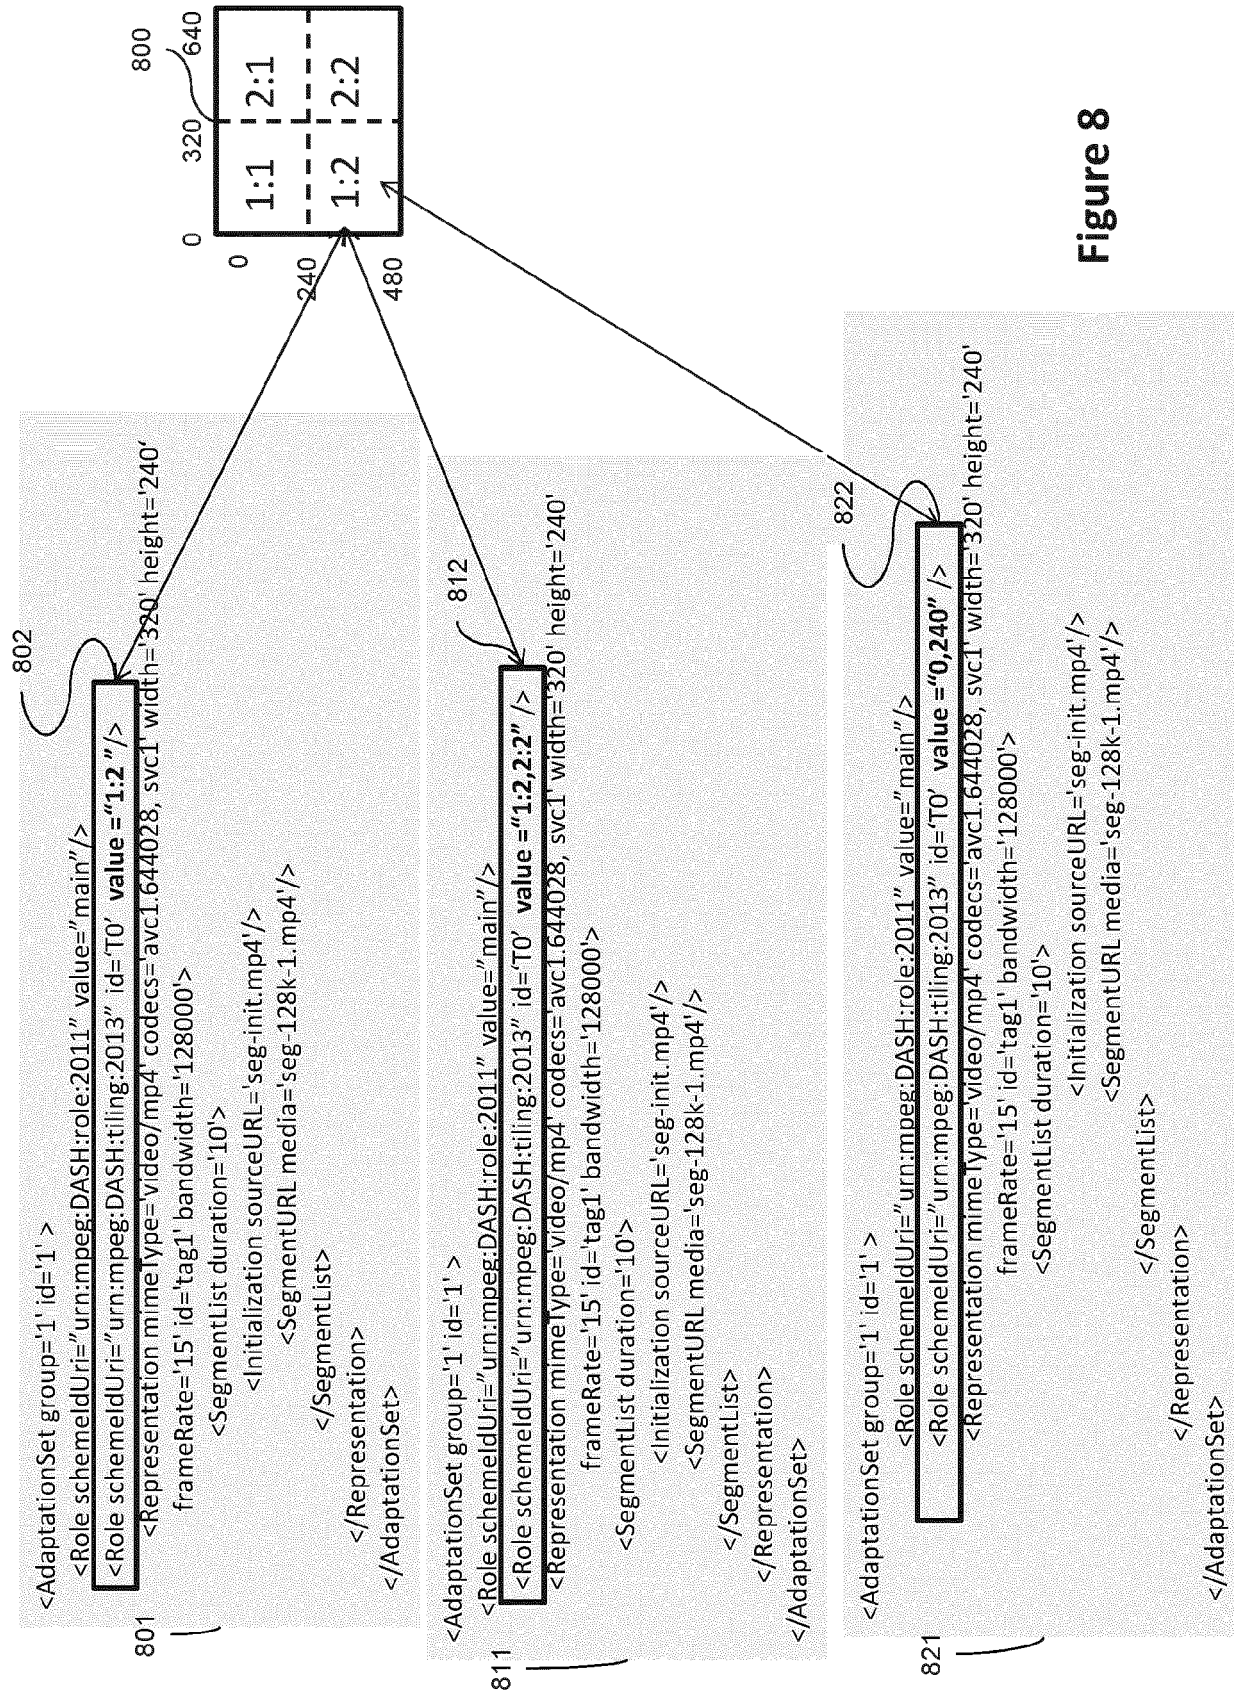 800
0 320 640
0
240
480
1:1 2:1
1:2 2:2
801
802
<AdaptationSet group='1' id='1' >
<Role schemeIdUri="urn:mpeg:DASH:role:2011" value="main"/>
<Role schemeIdUri="urn:mpeg:DASH:tiling:2013" id='T0' value ="1:2 "/>
<Representation mimeType='video/mp4' codecs='avc1.644028, svc1' width='320' height='240'
frameRate='15' id='tag1' bandwidth='128000'>
<SegmentList duration='10'>
<Initialization sourceURL='seg-init.mp4'/>
<SegmentURL media='seg-128k-1.mp4'/>
</SegmentList>
</Representation>
</AdaptationSet>
811
812
<AdaptationSet group='1' id='1' >
<Role schemeIdUri="urn:mpeg:DASH:role:2011" value="main"/>
<Role schemeIdUri="urn:mpeg:DASH:tiling:2013" id='T0' value ="1:2,2:2" />
<Representation mimeType='video/mp4' codecs='avc1.644028, svc1' width='320' height='240'
frameRate='15' id='tag1' bandwidth='128000'>
<SegmentList duration='10'>
<Initialization sourceURL='seg-init.mp4'/>
<SegmentURL media='seg-128k-1.mp4'/>
</SegmentList>
</Representation>
</AdaptationSet>
821
822
<AdaptationSet group='1' id='1' >
<Role schemeIdUri="urn:mpeg:DASH:role:2011" value="main"/>
<Role schemeIdUri="urn:mpeg:DASH:tiling:2013" id='T0' value ="0,240" />
<Representation mimeType='video/mp4' codecs='avc1.644028, svc1' width='320' height='240'
frameRate='15' id='tag1' bandwidth='128000'>
<SegmentList duration='10'>
<Initialization sourceURL='seg-init.mp4'/>
<SegmentURL media='seg-128k-1.mp4'/>
</SegmentList>
</Representation>
</AdaptationSet>
Figure 8